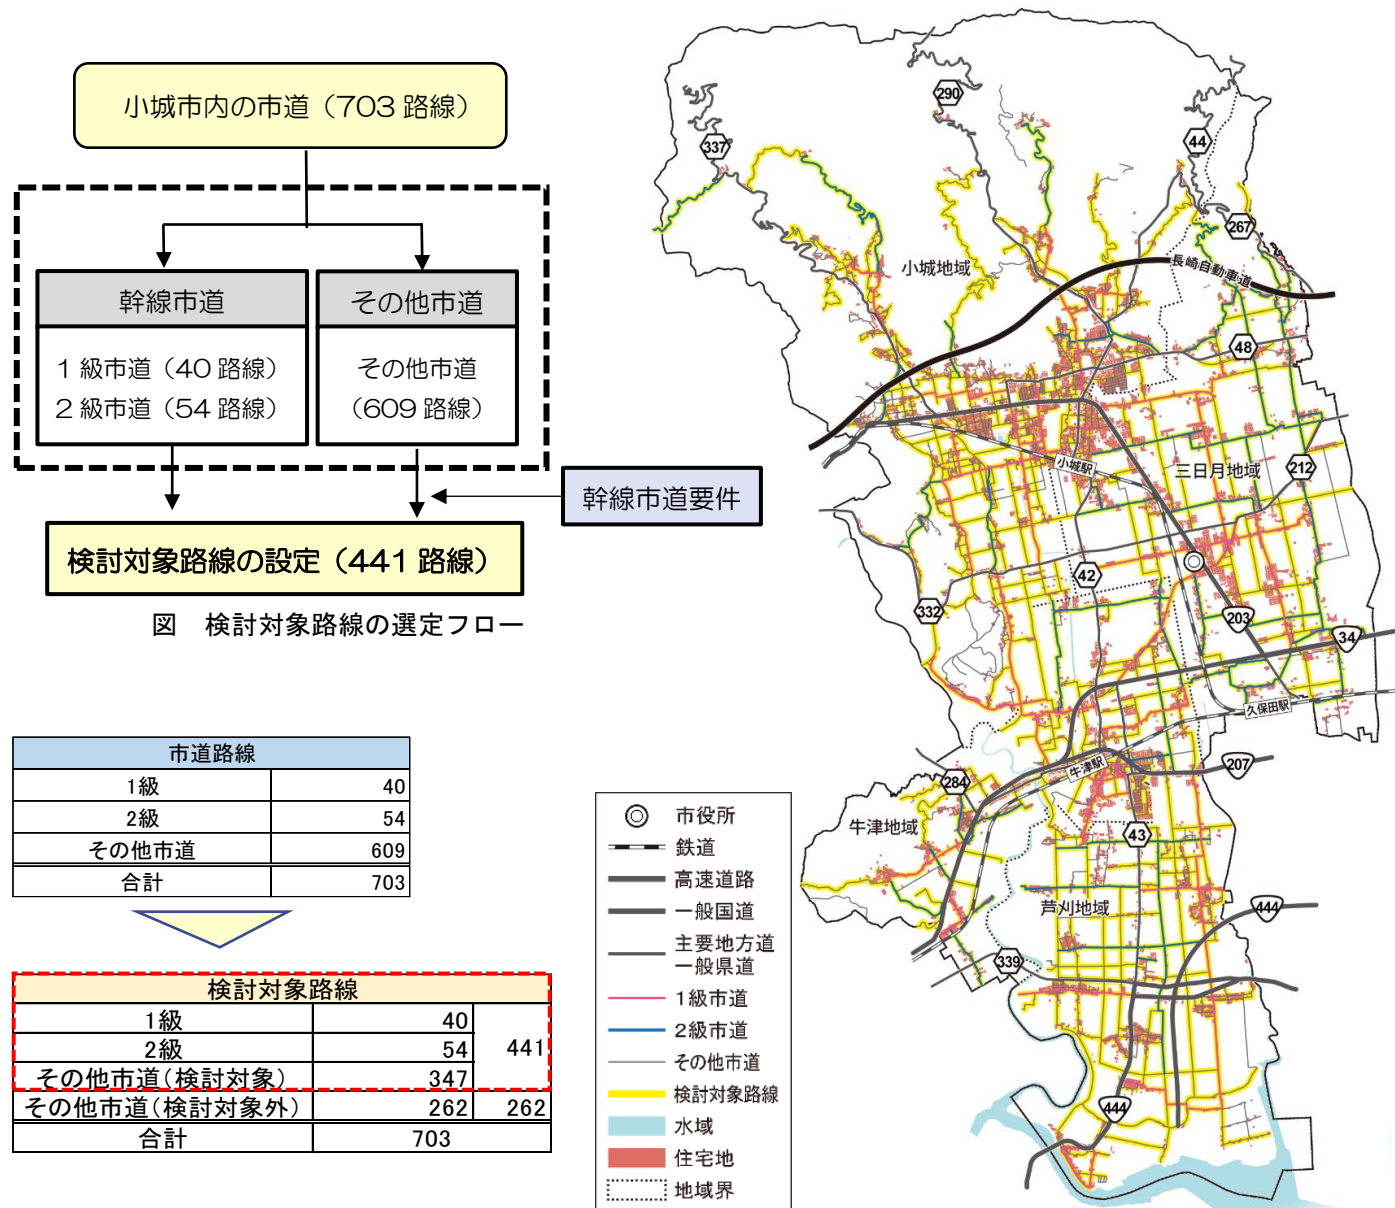 小城市内の市道（703 路線）
幹線市道
その他市道
1 級市道（40 路線）
2 級市道（54 路線）
その他市道
（609 路線）
幹線市道要件
検討対象路線の設定（441 路線）
図　検討対象路線の選定フロー
市道路線
1級 40
2級 54
その他市道 609
合計 703
検討対象路線
1級 40
2級 54
441
その他市道(検討対象) 347
その他市道(検討対象外) 262 262
合計 703
290
337
44
267
小城地域
長崎自動車道
48
小城駅
三日月地域
212
42
332
203
34
久保田駅
207
牛津駅
284
牛津地域
43
芦刈地域
444
339
444
市役所
鉄道
高速道路
一般国道
主要地方道
一般県道
1級市道
2級市道
その他市道
検討対象路線
水域
住宅地
地域界